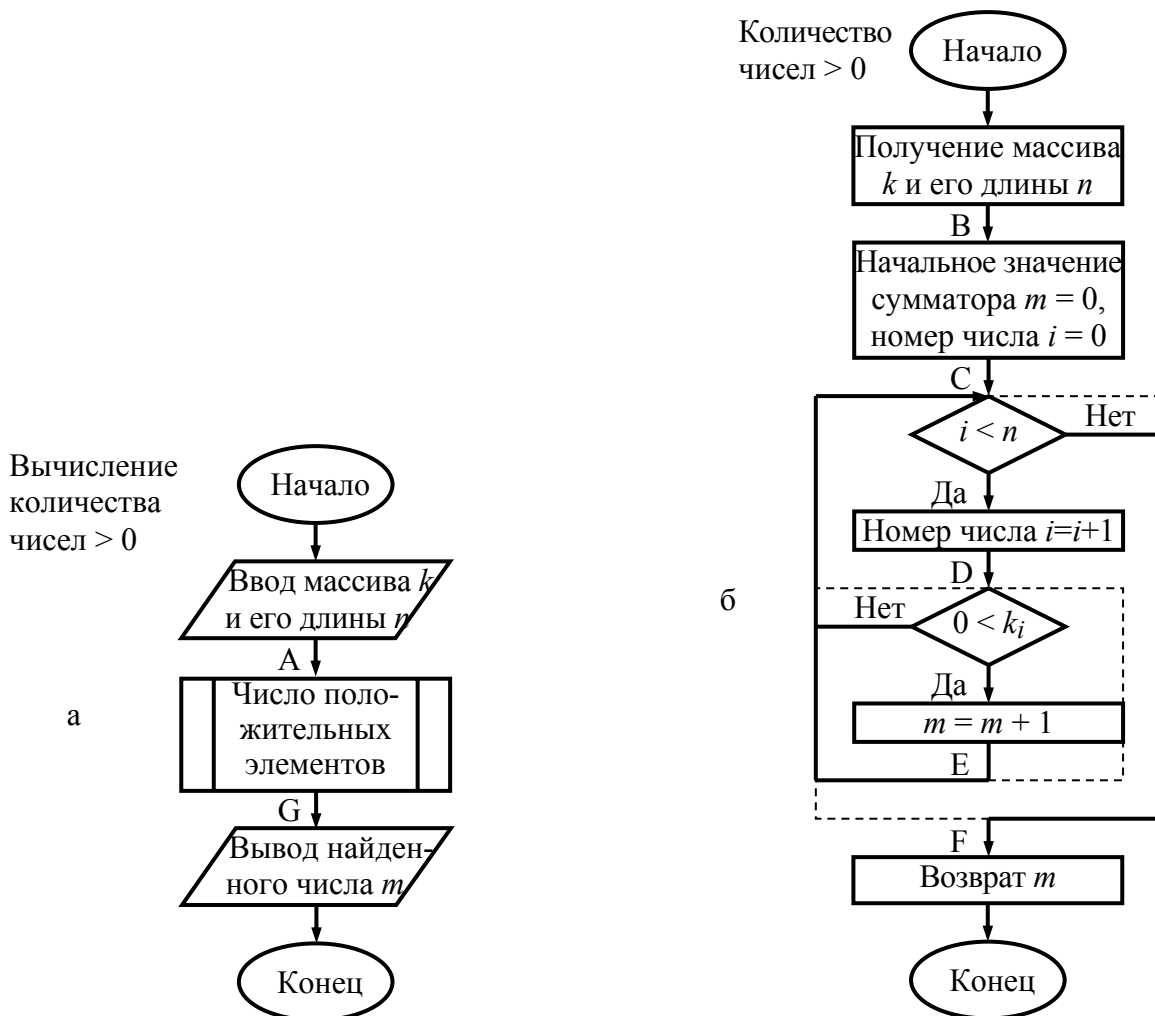 Вычисление
количества
чисел > 0
Начало
Ввод массива k
и его длины n
A
а
Число поло-
жительных
элементов
G
Вывод найден-
ного числа m
Конец
Количество
чисел > 0
Начало
Получение массива
k и его длины n
B
Начальное значение
сумматора m = 0,
номер числа i = 0
C
i < n
Нет
Да
Номер числа i=i+1
D
б
Нет
0 < ki
Да
m = m + 1
E
F
Возврат m
Конец